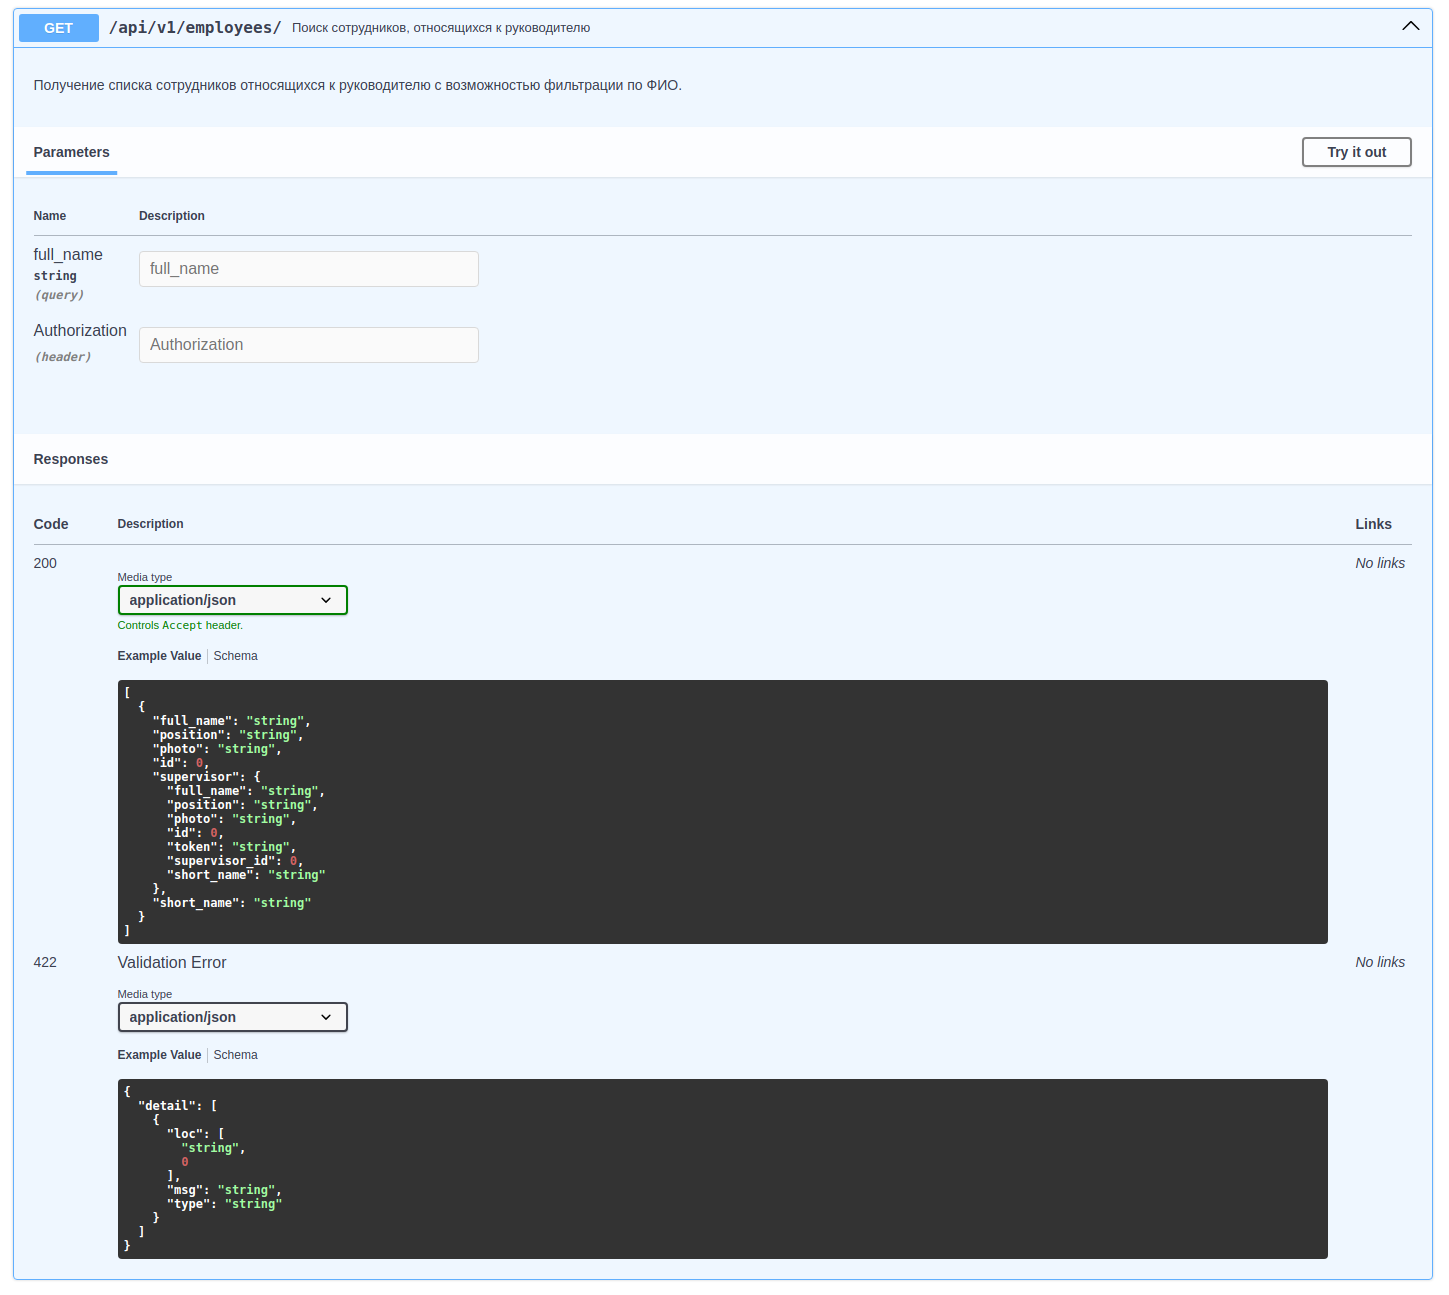 GET /api/v1/employees/ Поиск сотрудников, относящихся к руководителю
Получение списка сотрудников относящихся к руководителю с возможностью фильтрации по ФИО.
Parameters Try it out
Name Description
full_name full_name
string
(query)
Authorization Authorization
(header)
Responses
Code Description Links
200 No links
Media type
application/json
Controls Accept header.
Example Value Schema
[
  {
    "full_name": "string",
    "position": "string",
    "photo": "string",
    "id": 0,
    "supervisor": {
      "full_name": "string",
      "position": "string",
      "photo": "string",
      "id": 0,
      "token": "string",
      "supervisor_id": 0,
      "short_name": "string"
    },
    "short_name": "string"
  }
]
422 Validation Error No links
Media type
application/json
Example Value Schema
{
  "detail": [
    {
      "loc": [
        "string",
        0
      ],
      "msg": "string",
      "type": "string"
    }
  ]
}